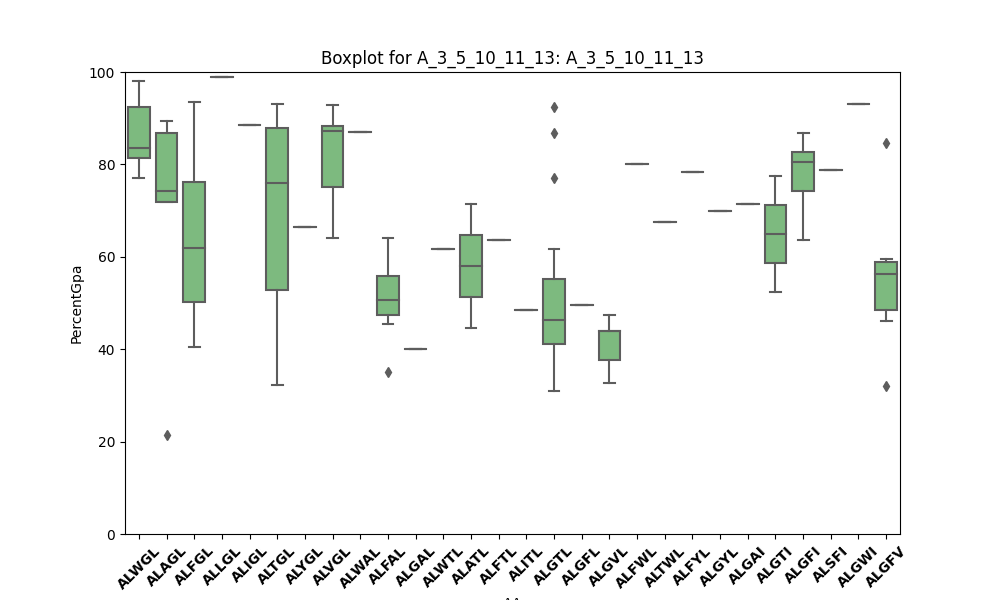 Boxplot for A_3_5_10_11_13: A_3_5_10_11_13
100
80
60
40
20
0
PercentGpa
ALWGL ALAGL ALFGL ALLGL ALIGL ALTGL ALYGL ALVGL ALWAL ALFAL ALGAL ALWTL ALATL ALFTL ALITL ALGTL ALGFL ALGVL ALFWL ALTWL ALFYL ALGYL ALGAI ALGTI ALGFI ALSFI ALGWI ALGFV